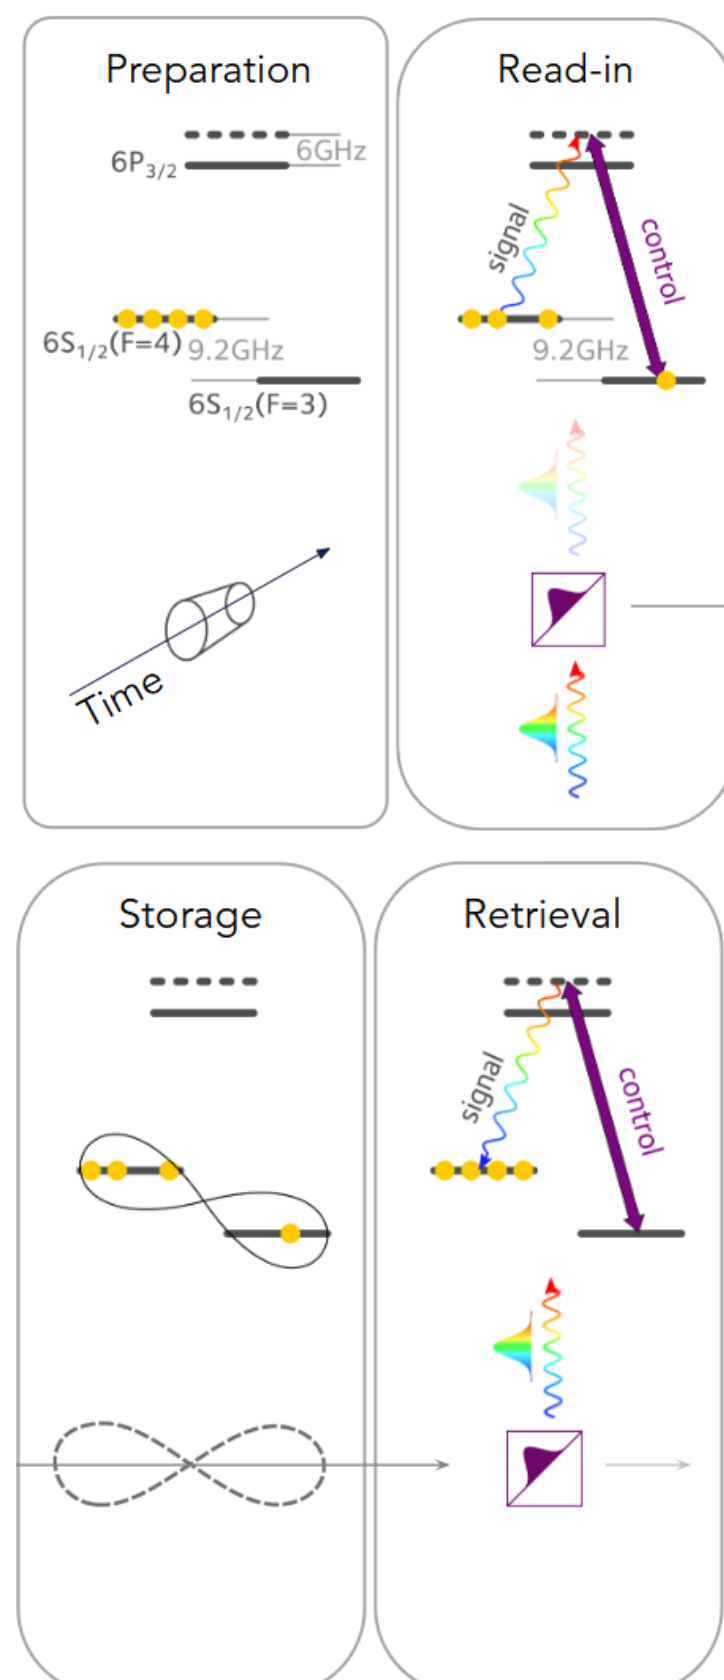 Preparation
6GHz
6P3/2
6S1/2(F=4)
9.2GHz
6S1/2(F=3)
Time
Read-in
signal
control
9.2GHz
Storage
Retrieval
signal
control